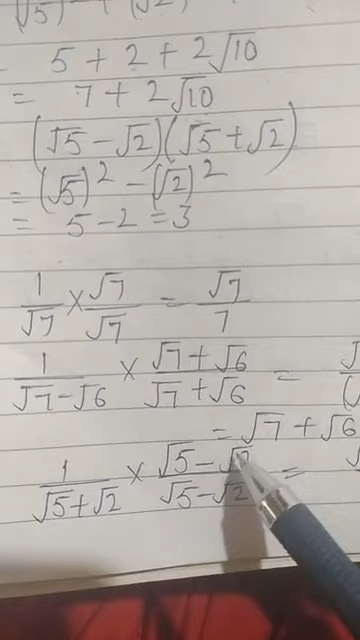 5 + 2 + 2√10
= 7 + 2√10
(√5 − √2)(√5 + √2)
= (√5)² − (√2)²
= 5 − 2 = 3
1/√7 × √7/√7 = √7/7
1/(√7 − √6) × (√7 + √6)/(√7 + √6) =
= √7 + √6
1/(√5 + √2) × (√5 − √2)/(√5 − √2) =